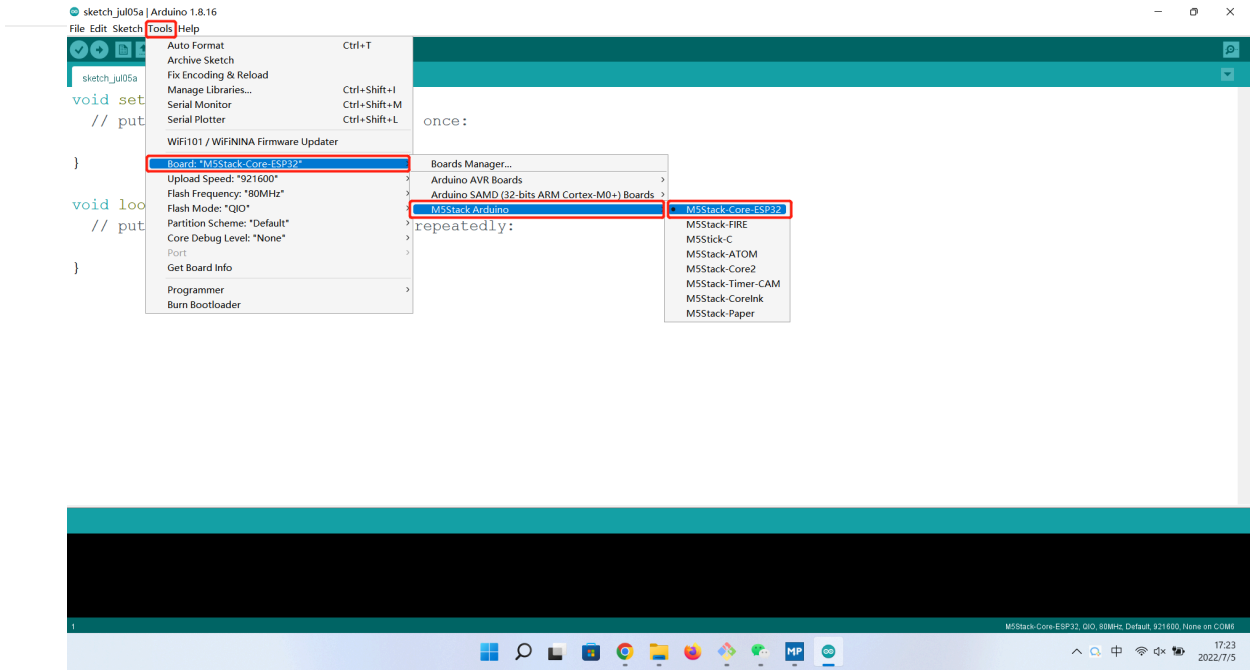 sketch_jul05a | Arduino 1.8.16
File Edit Sketch Tools Help
sketch_jul05a
Auto Format Ctrl+T
Archive Sketch
Fix Encoding & Reload
Manage Libraries... Ctrl+Shift+I
Serial Monitor Ctrl+Shift+M
Serial Plotter Ctrl+Shift+L
WiFi101 / WiFiNINA Firmware Updater
Board: "M5Stack-Core-ESP32"
Upload Speed: "921600"
Flash Frequency: "80MHz"
Flash Mode: "QIO"
Partition Scheme: "Default"
Core Debug Level: "None"
Port
Get Board Info
Programmer
Burn Bootloader
Boards Manager...
Arduino AVR Boards
Arduino SAMD (32-bits ARM Cortex-M0+) Boards
M5Stack Arduino
M5Stack-Core-ESP32
M5Stack-FIRE
M5Stick-C
M5Stack-ATOM
M5Stack-Core2
M5Stack-Timer-CAM
M5Stack-CoreInk
M5Stack-Paper
void set
// put once:
}
void loo
// put repeatedly:
}
1
M5Stack-Core-ESP32, QIO, 80MHz, Default, 921600, None on COM6
MP
中
17:23
2022/7/5